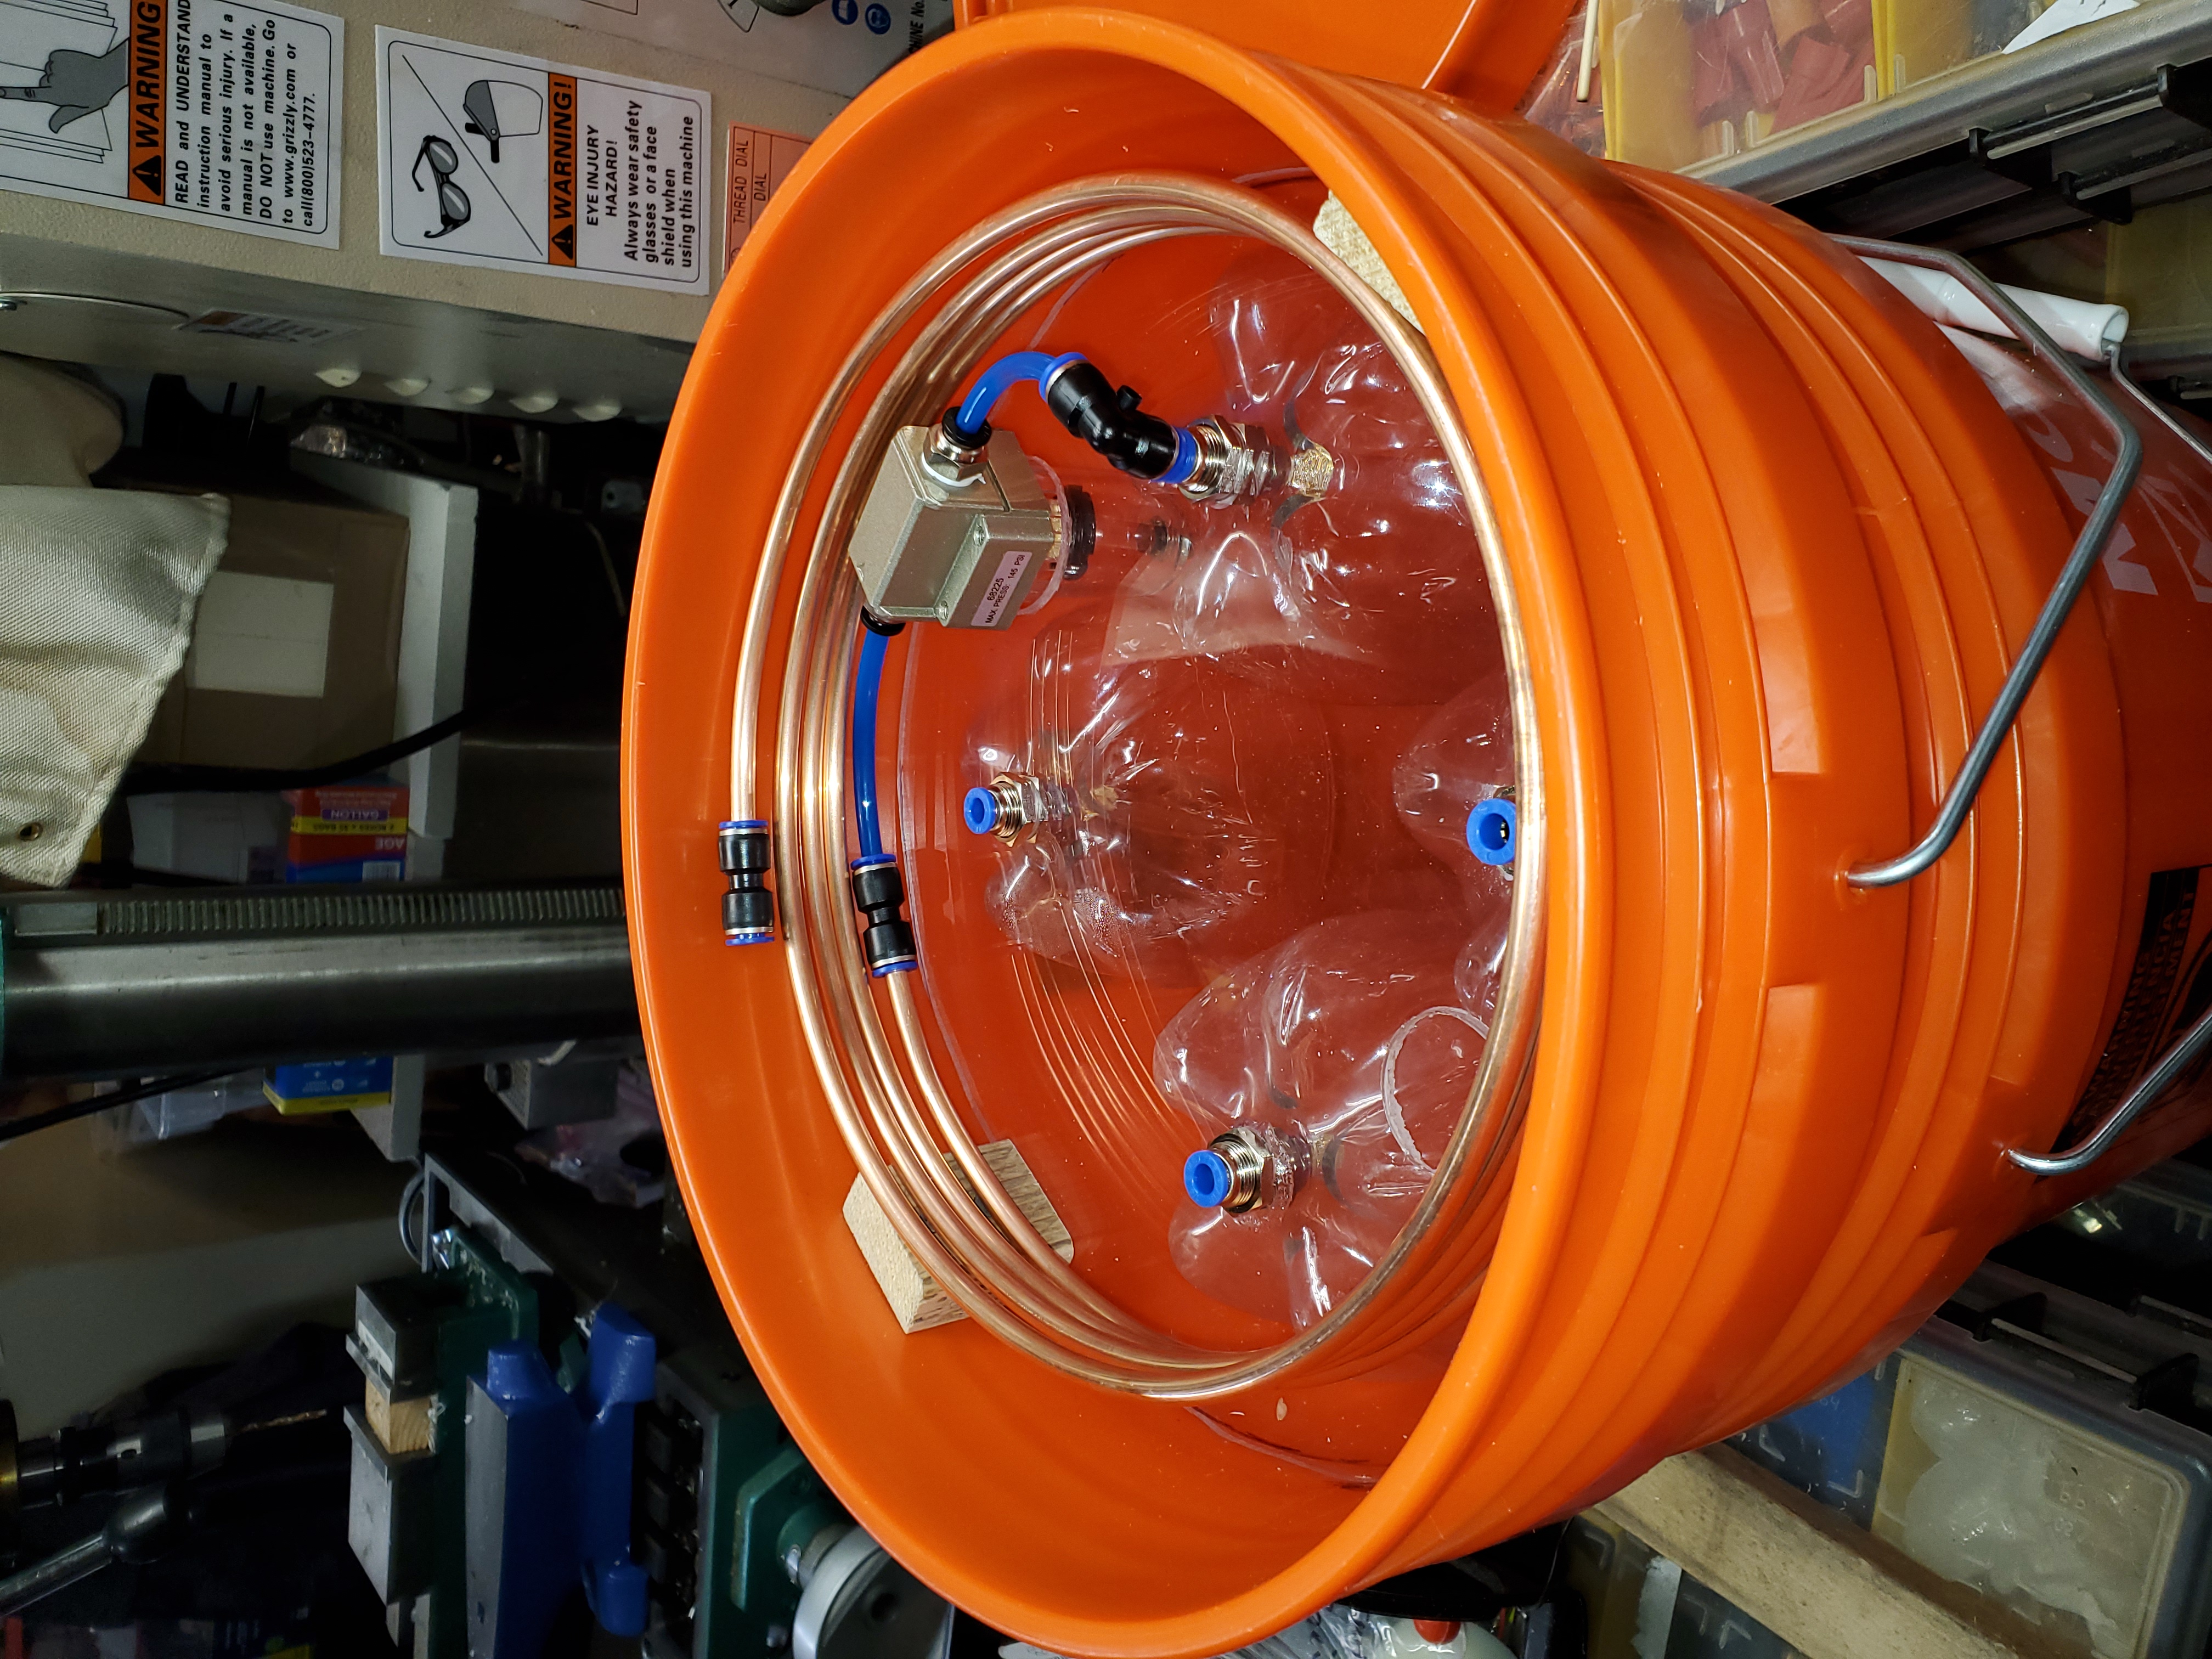 WARNING
READ and UNDERSTAND
instruction manual to
avoid serious injury. If a
manual is not available,
DO NOT use machine. Go
to www.grizzly.com or
call(800)523-4777.
WARNING!
EYE INJURY
HAZARD!
Always wear safety
glasses or a face
shield when
using this machine
THREAD DIAL
DIAL
GALLON
68225
MAX. PRESS: 145 PSI